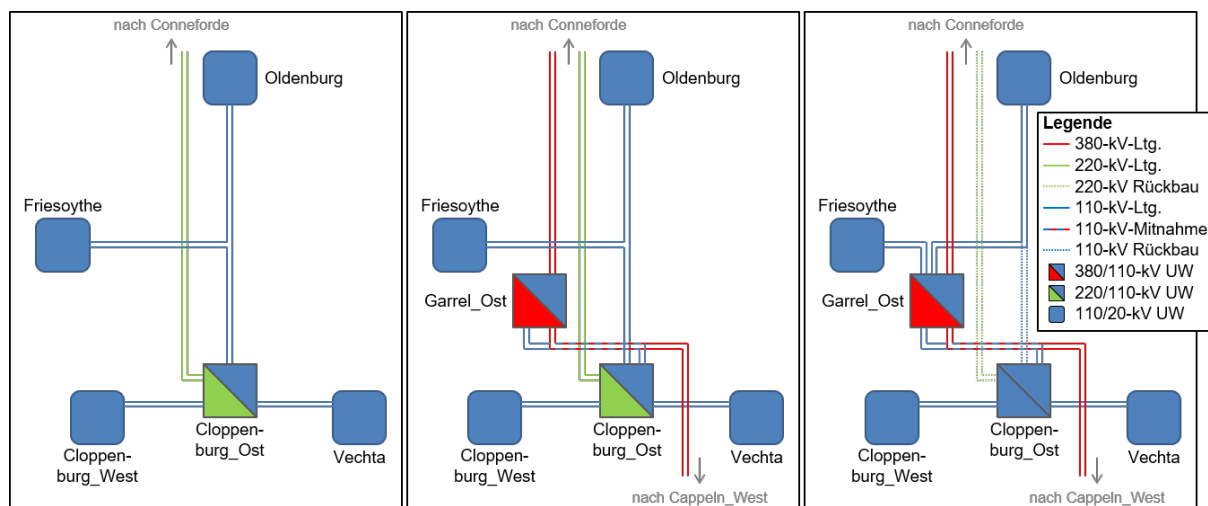 nach Conneforde
Oldenburg
Friesoythe
Cloppen-
burg_West
Cloppen-
burg_Ost
Vechta
nach Conneforde
Oldenburg
Friesoythe
Garrel_Ost
Cloppen-
burg_West
Cloppen-
burg_Ost
Vechta
nach Cappeln_West
nach Conneforde
Oldenburg
Friesoythe
Garrel_Ost
Cloppen-
burg_West
Cloppen-
burg_Ost
Vechta
nach Cappeln_West
Legende
380-kV-Ltg.
220-kV-Ltg.
220-kV Rückbau
110-kV-Ltg.
110-kV-Mitnahme
110-kV Rückbau
380/110-kV UW
220/110-kV UW
110/20-kV UW